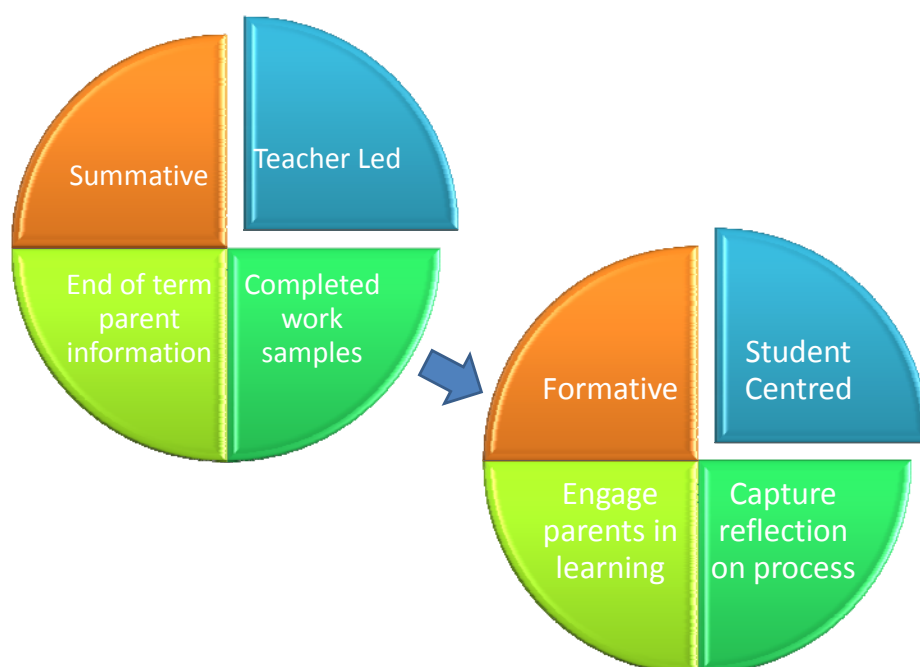 Summative
Teacher Led
End of term
parent
information
Completed
work
samples
Formative
Student
Centred
Engage
parents in
learning
Capture
reflection
on process